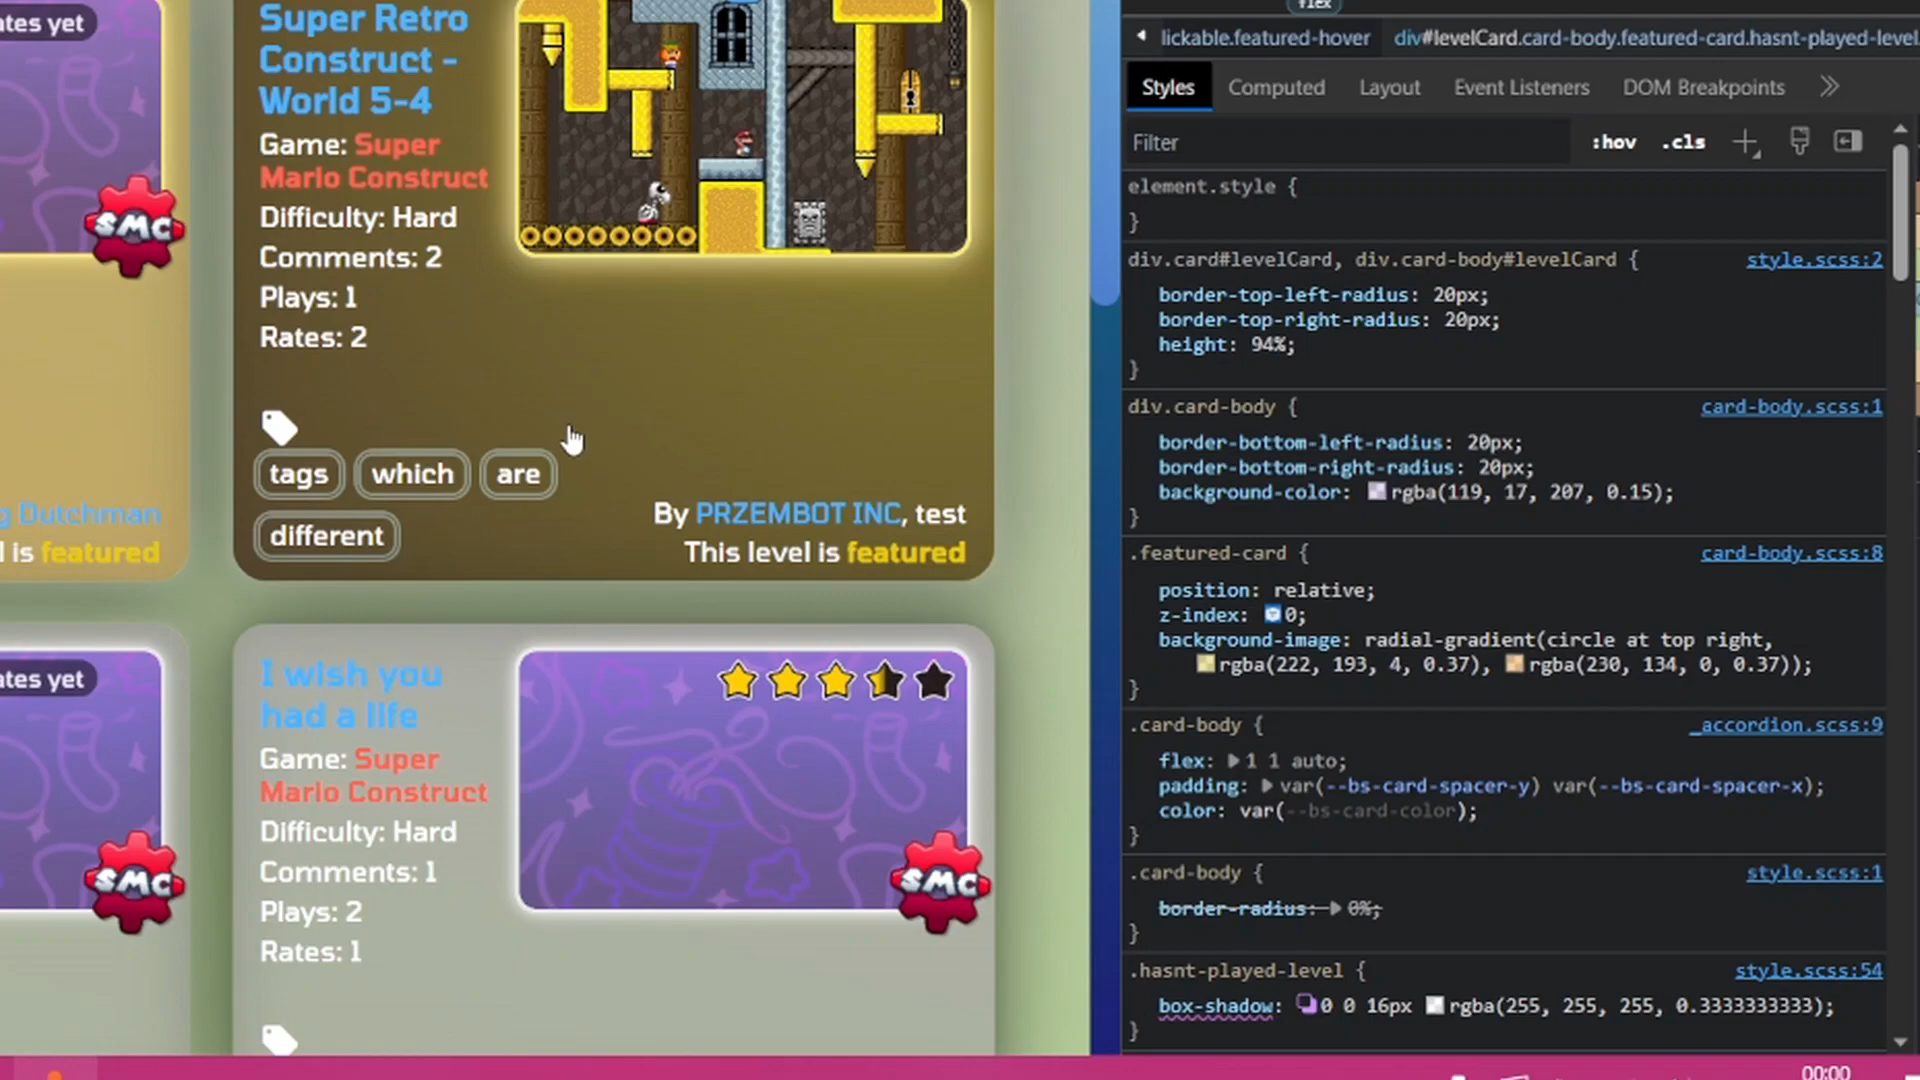 ates yet
Super Retro
Construct -
World 5-4
Game: Super
Mario Construct
Difficulty: Hard
Comments: 2
Plays: 1
Rates: 2
SMC
tags which are
different
By PRZEMBOT INC, test
This level is featured
g Dutchman
l is featured
ates yet
SMC
I wish you
had a life
Game: Super
Mario Construct
Difficulty: Hard
Comments: 1
Plays: 2
Rates: 1
SMC
flex
lickable.featured-hover div#levelCard.card-body.featured-card.hasnt-played-level.
Styles Computed Layout Event Listeners DOM Breakpoints
Filter :hov .cls
element.style {
}
div.card#levelCard, div.card-body#levelCard { style.scss:2
border-top-left-radius: 20px;
border-top-right-radius: 20px;
height: 94%;
}
div.card-body { card-body.scss:1
border-bottom-left-radius: 20px;
border-bottom-right-radius: 20px;
background-color: rgba(119, 17, 207, 0.15);
}
.featured-card { card-body.scss:8
position: relative;
z-index: 0;
background-image: radial-gradient(circle at top right,
rgba(222, 193, 4, 0.37), rgba(230, 134, 0, 0.37));
}
.card-body { _accordion.scss:9
flex: 1 1 auto;
padding: var(--bs-card-spacer-y) var(--bs-card-spacer-x);
color: var(--bs-card-color);
}
.card-body { style.scss:1
border-radius: 0%;
}
.hasnt-played-level { style.scss:54
box-shadow: 0 0 16px rgba(255, 255, 255, 0.3333333333);
}
00:00